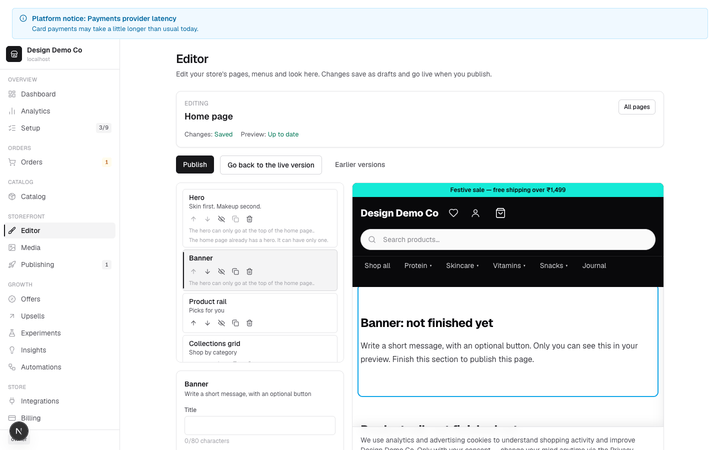 Platform notice: Payments provider latency
Card payments may take a little longer than usual today.
Design Demo Co
localhost
OVERVIEW
Dashboard
Analytics
Setup 3/9
ORDERS
Orders 1
CATALOG
Catalog
STOREFRONT
Editor
Media
Publishing 1
GROWTH
Offers
Upsells
Experiments
Insights
Automations
STORE
Integrations
Billing
N
Editor
Edit your store's pages, menus and look here. Changes save as drafts and go live when you publish.
EDITING
Home page
All pages
Changes: Saved Preview: Up to date
Publish
Go back to the live version
Earlier versions
Hero
Skin first. Makeup second.
The hero can only go at the top of the home page..
The home page already has a hero. It can have only one.
Banner
The hero can only go at the top of the home page..
Product rail
Picks for you
Collections grid
Shop by category
Banner
Write a short message, with an optional button
Title
0/80 characters
Festive sale — free shipping over ₹1,499
Design Demo Co
Search products...
Shop all Protein Skincare Vitamins Snacks Journal
Banner: not finished yet
Write a short message, with an optional button. Only you can see this in your
preview. Finish this section to publish this page.
We use analytics and advertising cookies to understand shopping activity and improve